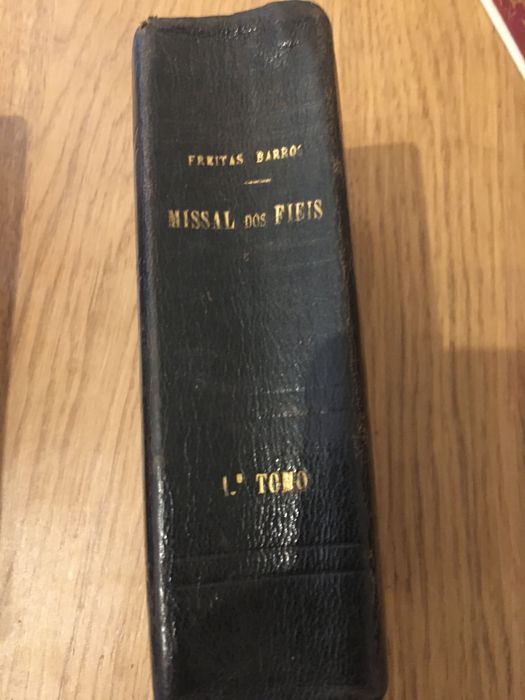 FREITAS BARROS
MISSAL DOS FIEIS
1.º TOMO